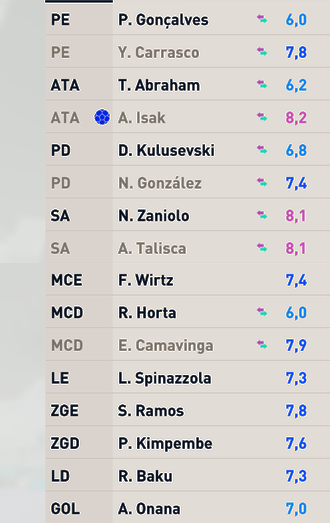 PE P. Gonçalves 6,0
PE Y. Carrasco 7,8
ATA T. Abraham 6,2
ATA A. Isak 8,2
PD D. Kulusevski 6,8
PD N. González 7,4
SA N. Zaniolo 8,1
SA A. Talisca 8,1
MCE F. Wirtz 7,4
MCD R. Horta 6,0
MCD E. Camavinga 7,9
LE L. Spinazzola 7,3
ZGE S. Ramos 7,8
ZGD P. Kimpembe 7,6
LD R. Baku 7,3
GOL A. Onana 7,0